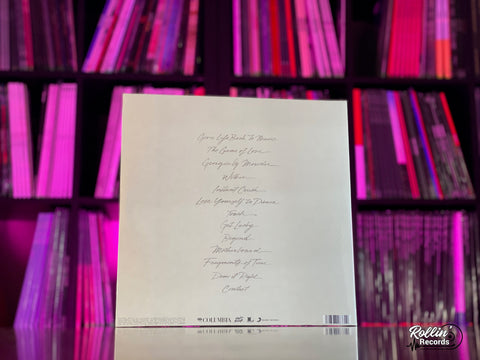 Give Life Back To Music
The Game of Love
Giorgio by Moroder
Within
Instant Crush
Lose Yourself to Dance
Touch
Get Lucky
Beyond
Motherboard
Fragments of Time
Doin' it Right
Contact
COLUMBIA
Rollin'
Records